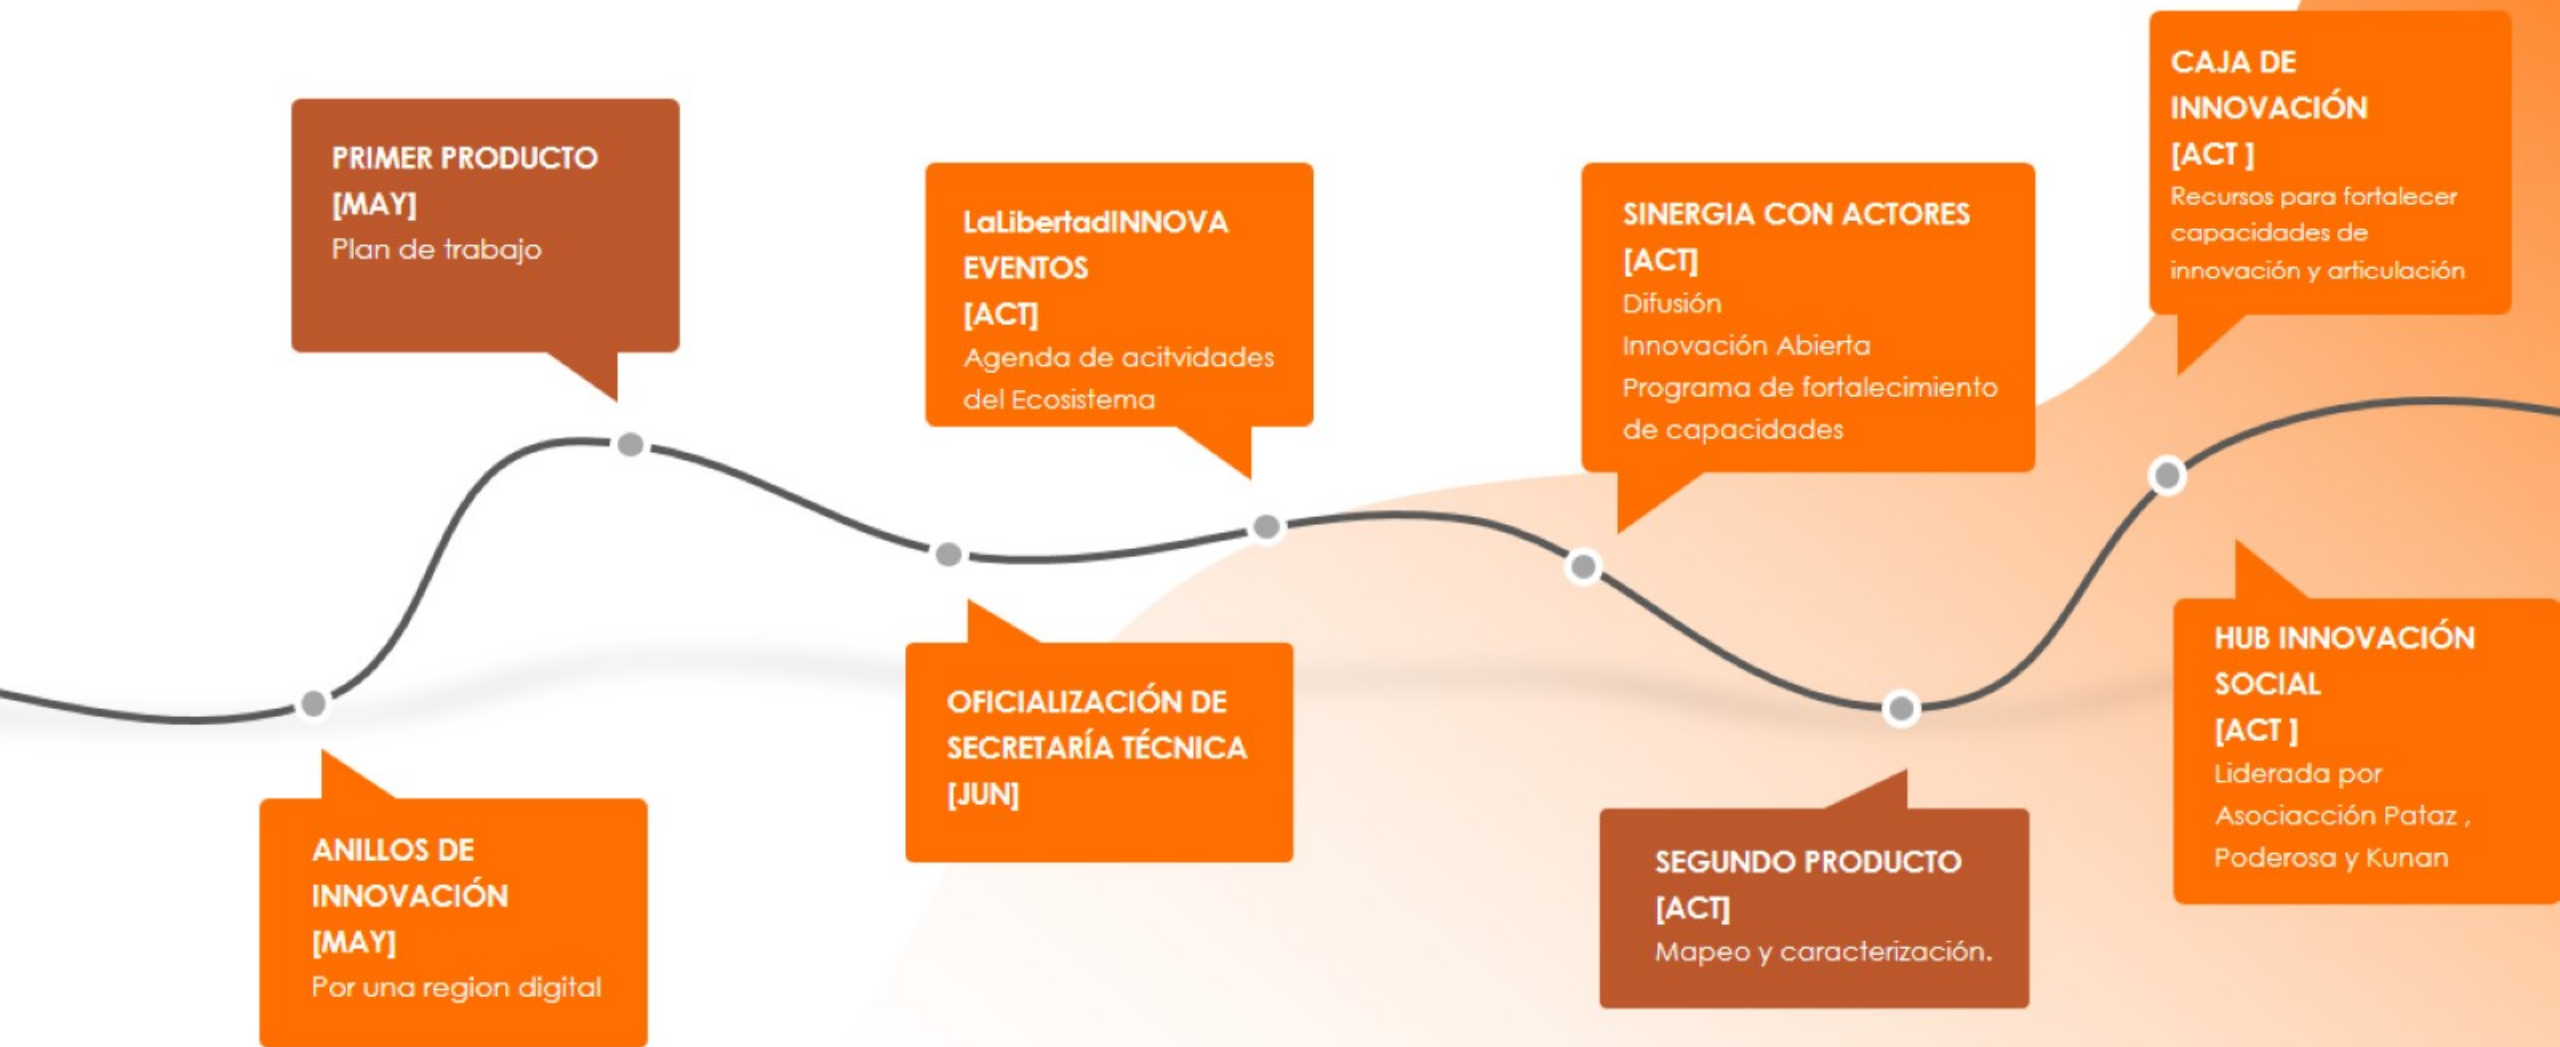 PRIMER PRODUCTO
[MAY]
Plan de trabajo
ANILLOS DE
INNOVACIÓN
[MAY]
Por una region digital
LaLibertadINNOVA
EVENTOS
[ACT]
Agenda de acitvidades
del Ecosistema
OFICIALIZACIÓN DE
SECRETARÍA TÉCNICA
[JUN]
SINERGIA CON ACTORES
[ACT]
Difusión
Innovación Abierta
Programa de fortalecimiento
de capacidades
SEGUNDO PRODUCTO
[ACT]
Mapeo y caracterización.
CAJA DE
INNOVACIÓN
[ACT ]
Recursos para fortalecer
capacidades de
innovación y articulación
HUB INNOVACIÓN
SOCIAL
[ACT ]
Liderada por
Asociacción Pataz ,
Poderosa y Kunan